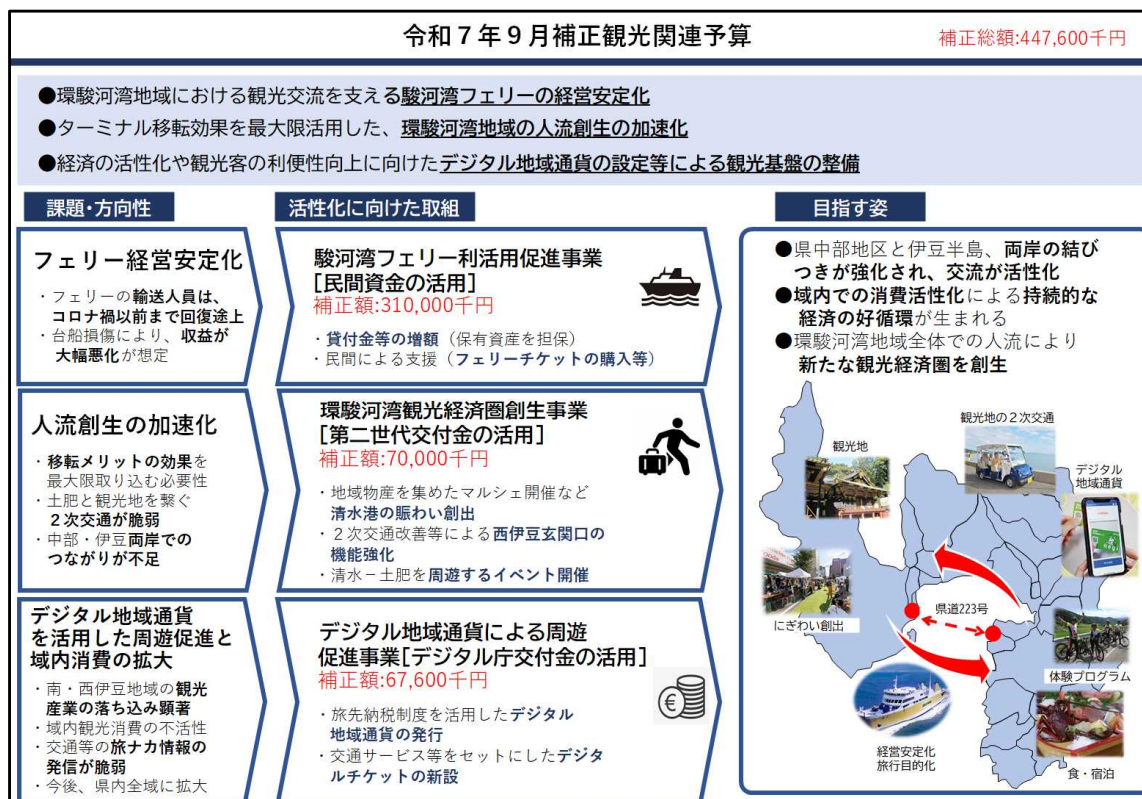 令和７年９月補正観光関連予算
補正総額:447,600千円
●環駿河湾地域における観光交流を支える駿河湾フェリーの経営安定化
●ターミナル移転効果を最大限活用した、環駿河湾地域の人流創生の加速化
●経済の活性化や観光客の利便性向上に向けたデジタル地域通貨の設定等による観光基盤の整備
課題・方向性
活性化に向けた取組
目指す姿
フェリー経営安定化
・フェリーの輸送人員は、
コロナ禍以前まで回復途上
・台船損傷により、収益が
大幅悪化が想定
駿河湾フェリー利活用促進事業
[民間資金の活用]
補正額:310,000千円
・貸付金等の増額（保有資産を担保）
・民間による支援（フェリーチケットの購入等）
人流創生の加速化
・移転メリットの効果を
最大限取り込む必要性
・土肥と観光地を繋ぐ
２次交通が脆弱
・中部・伊豆両岸での
つながりが不足
環駿河湾観光経済圏創生事業
[第二世代交付金の活用]
補正額:70,000千円
・地域物産を集めたマルシェ開催など
清水港の賑わい創出
・２次交通改善等による西伊豆玄関口の
機能強化
・清水－土肥を周遊するイベント開催
デジタル地域通貨
を活用した周遊促進と
域内消費の拡大
・南・西伊豆地域の観光
産業の落ち込み顕著
・域内観光消費の不活性
・交通等の旅ナカ情報の
発信が脆弱
・今後、県内全域に拡大
デジタル地域通貨による周遊
促進事業[デジタル庁交付金の活用]
補正額:67,600千円
・旅先納税制度を活用したデジタル
地域通貨の発行
・交通サービス等をセットにしたデジタ
ルチケットの新設
●県中部地区と伊豆半島、両岸の結び
つきが強化され、交流が活性化
●域内での消費活性化による持続的な
経済の好循環が生まれる
●環駿河湾地域全体での人流により
新たな観光経済圏を創生
観光地の２次交通
観光地
デジタル
地域通貨
県道223号
にぎわい創出
体験プログラム
経営安定化
旅行目的化
食・宿泊